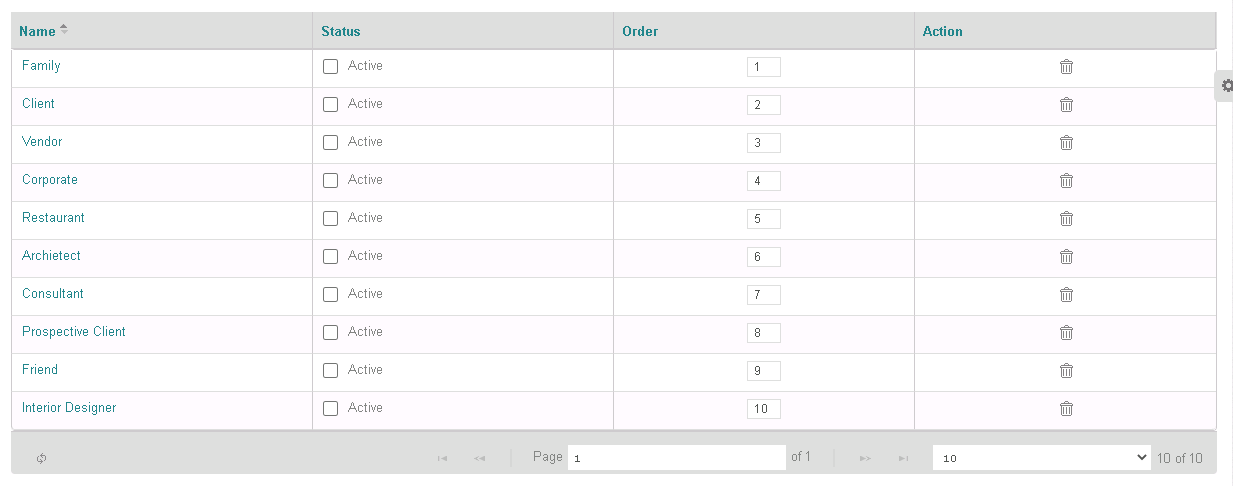 Name Status Order Action
Family Active 1
Client Active 2
Vendor Active 3
Corporate Active 4
Restaurant Active 5
Archietect Active 6
Consultant Active 7
Prospective Client Active 8
Friend Active 9
Interior Designer Active 10
Page 1 of 1 10 10 of 10